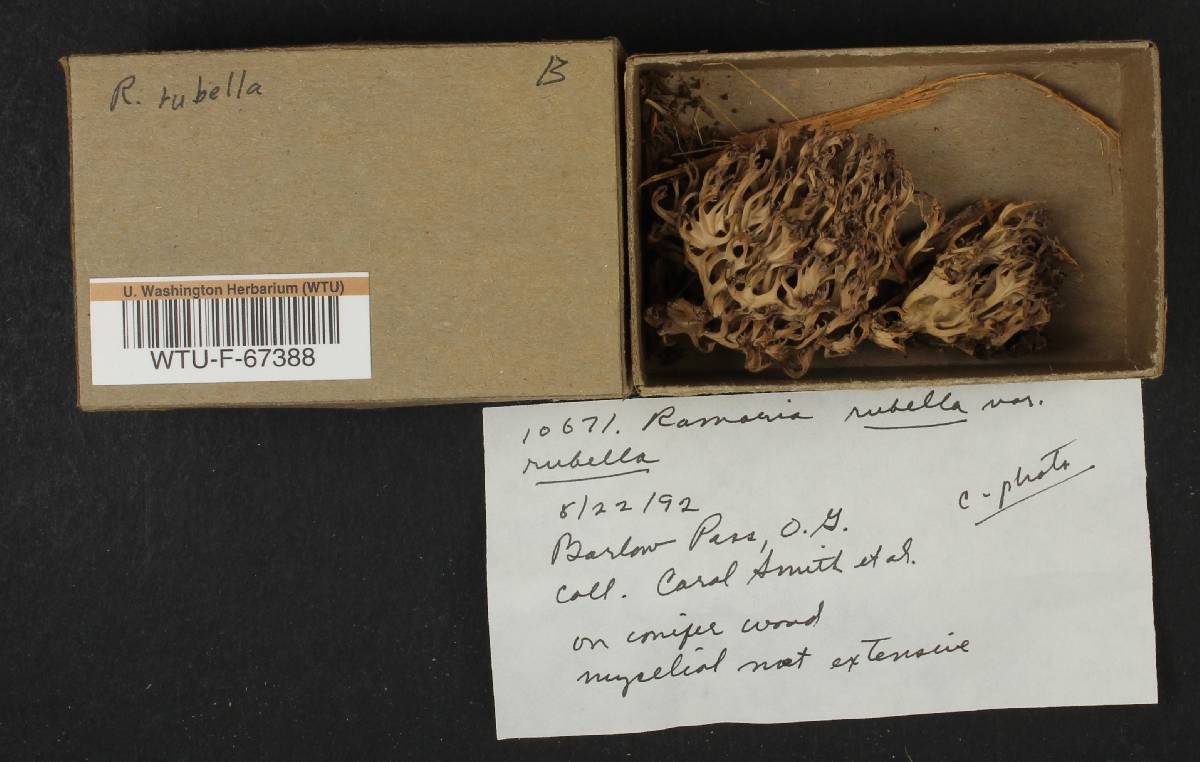 R. rubella
B
U. Washington Herbarium (WTU)
WTU-F-67388
10671. Ramaria rubella var.
rubella
8/22/92
c-photo
Barlow Pass, O.G.
coll. Carol Smith et al.
on conifer wood
mycelial mat extensive